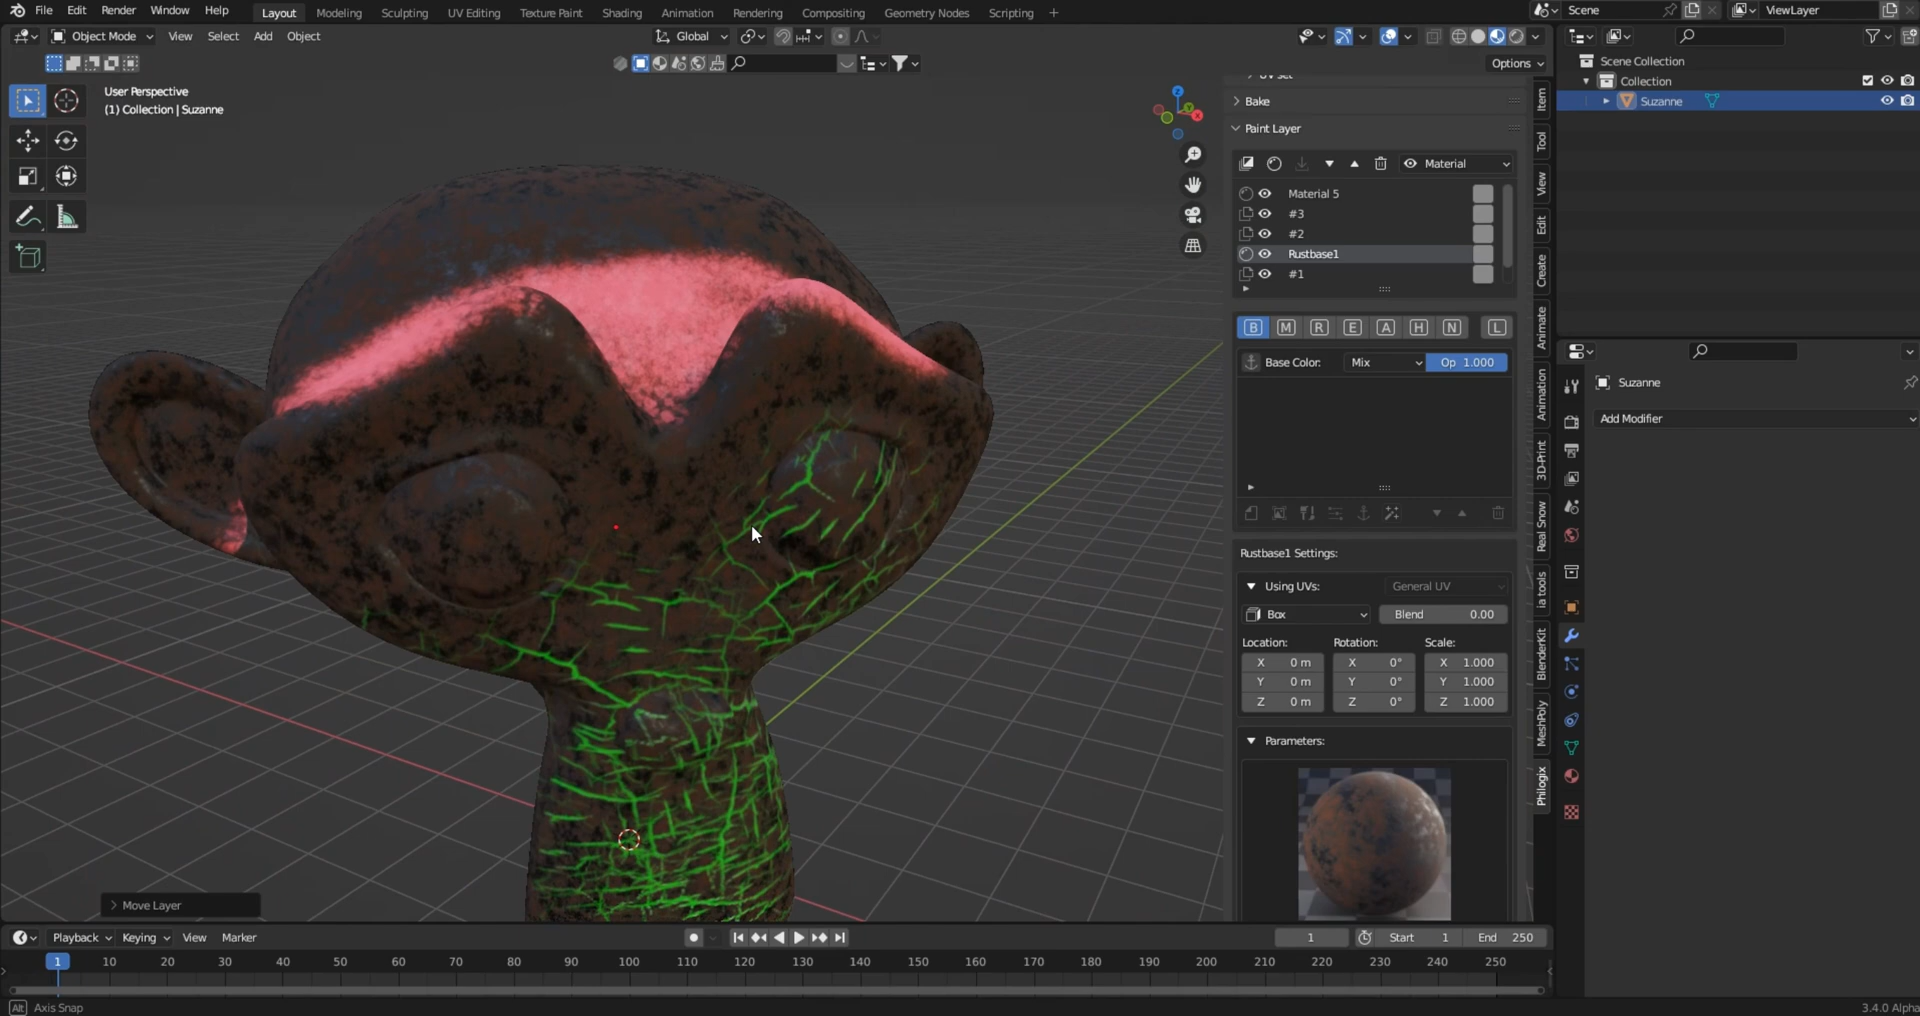 File Edit Render Window Help Layout Modeling Sculpting UV Editing Texture Paint Shading Animation Rendering Compositing Geometry Nodes Scripting + Scene ViewLayer
Object Mode View Select Add Object Global
Options
User Perspective
(1) Collection | Suzanne
Bake
Paint Layer
Material
Material 5
#3
#2
Rustbase1
#1
B M R E A H N L
Base Color: Mix Op 1.000
Rustbase1 Settings:
Using UVs: General UV
Box Blend 0.00
Location: Rotation: Scale:
X 0 m X 0° X 1.000
Y 0 m Y 0° Y 1.000
Z 0 m Z 0° Z 1.000
Parameters:
Item
Tool
View
Edit
Create
Animate
Animation
3D-Print
Real Snow
ia tools
BlenderKit
MeshPoly
Philogix
Scene Collection
Collection
Suzanne
Suzanne
Add Modifier
Move Layer
Playback Keying View Marker 1 Start 1 End 250
1 10 20 30 40 50 60 70 80 90 100 110 120 130 140 150 160 170 180 190 200 210 220 230 240 250
Alt Axis Snap 3.4.0 Alpha